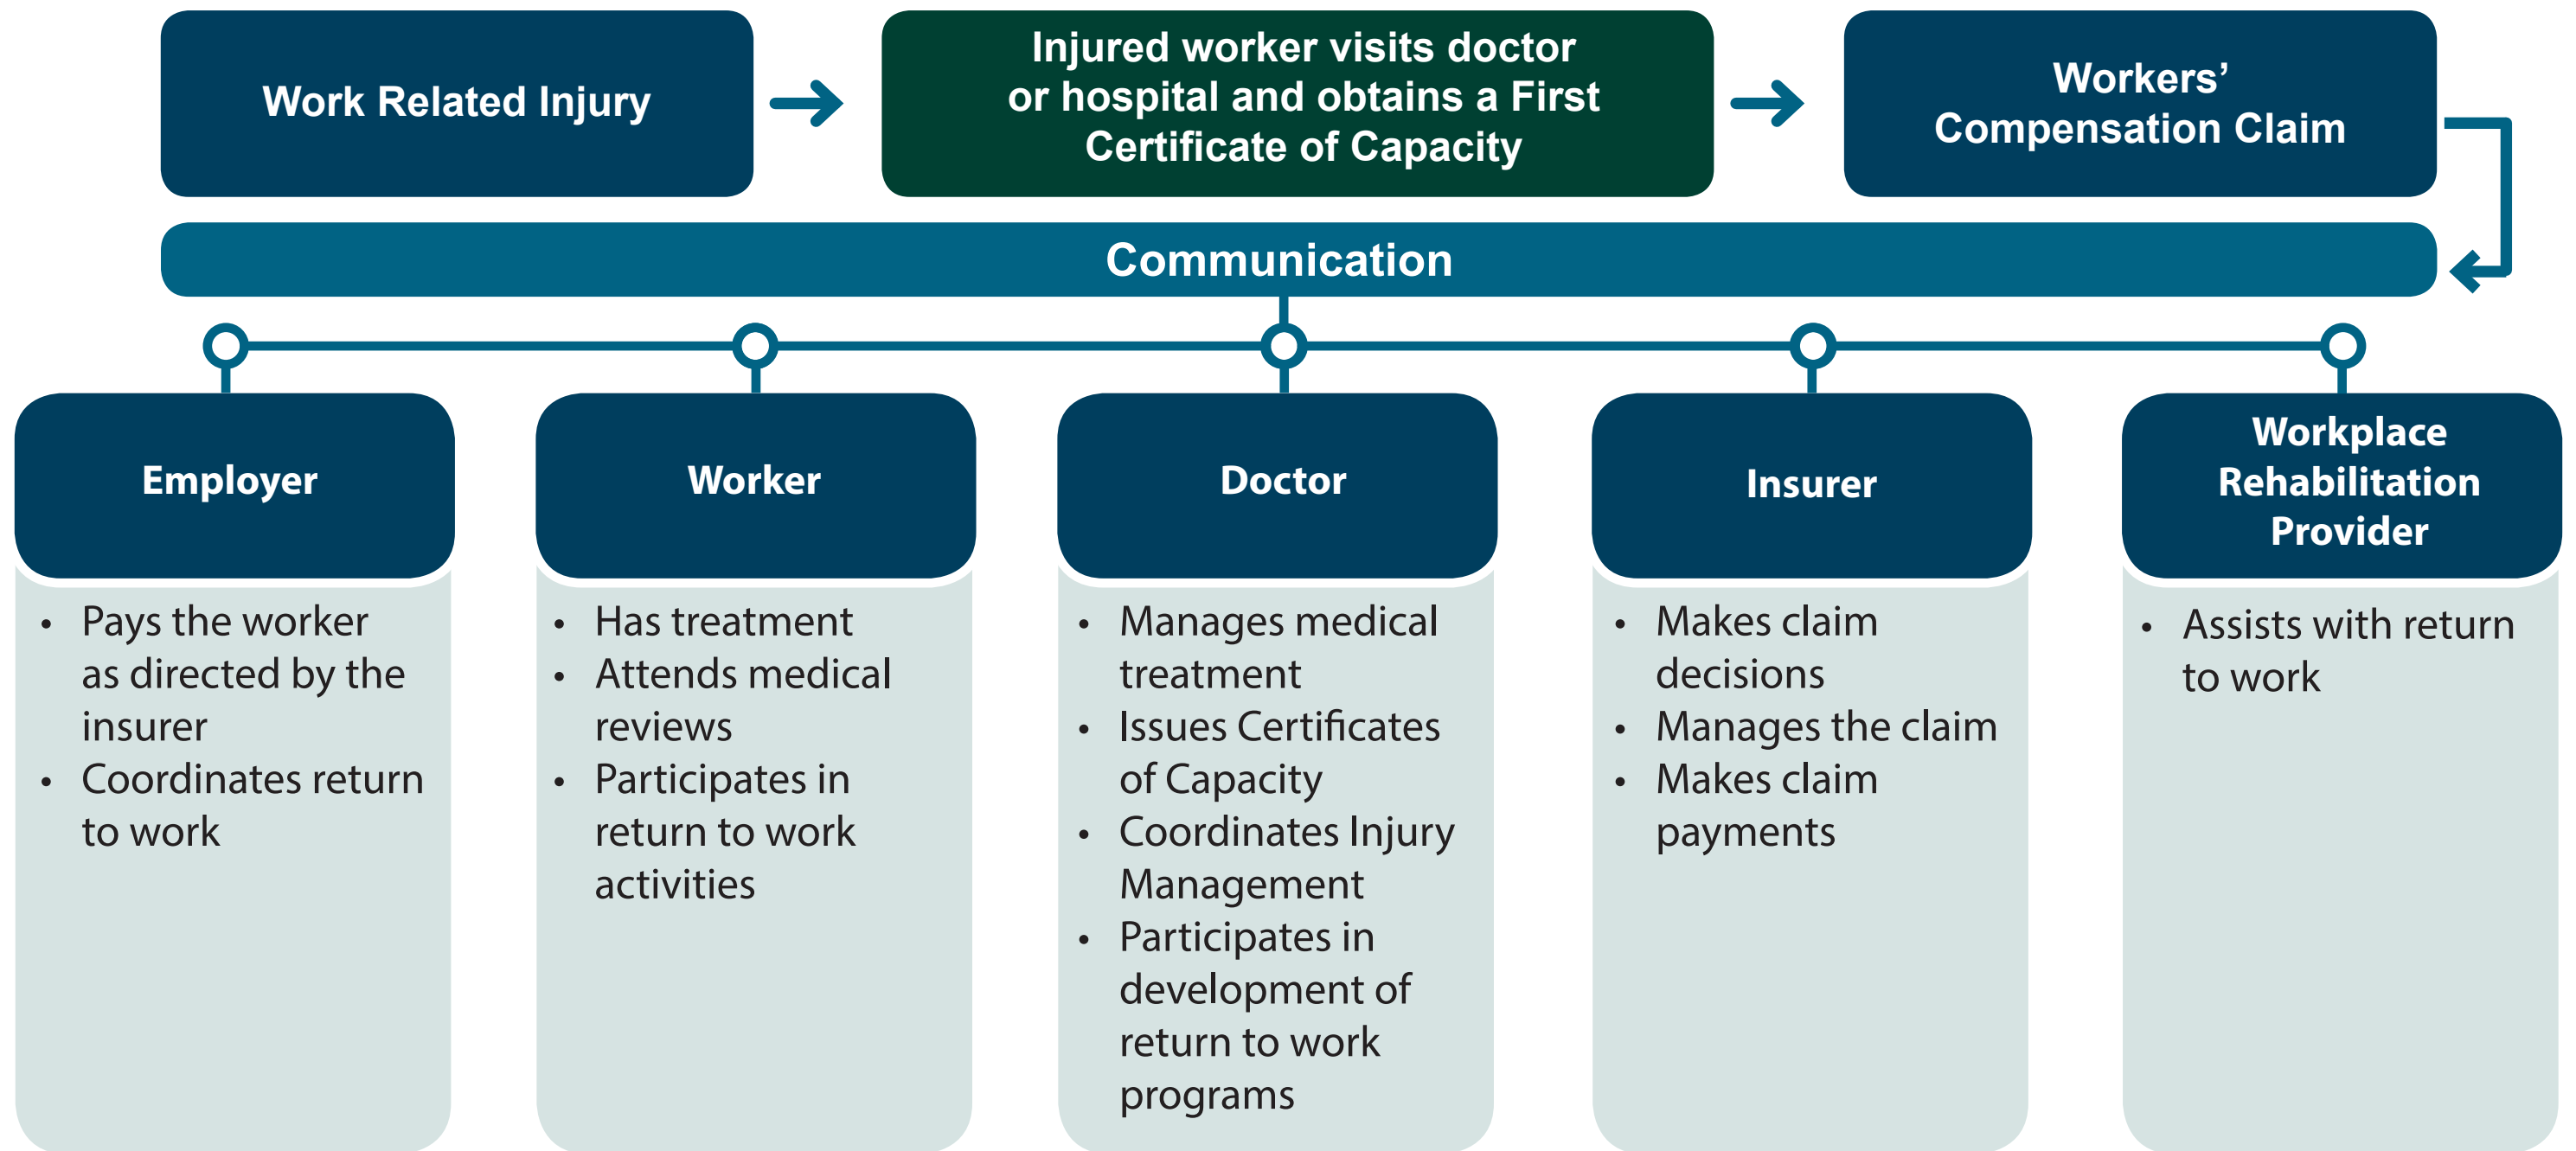 Work Related Injury
Injured worker visits doctor
or hospital and obtains a First
Certificate of Capacity
Workers’
Compensation Claim
Communication
Employer
• Pays the worker
as directed by the
insurer
• Coordinates return
to work
Worker
• Has treatment
• Attends medical
reviews
• Participates in
return to work
activities
Doctor
• Manages medical
treatment
• Issues Certificates
of Capacity
• Coordinates Injury
Management
• Participates in
development of
return to work
programs
Insurer
• Makes claim
decisions
• Manages the claim
• Makes claim
payments
Workplace
Rehabilitation
Provider
• Assists with return
to work